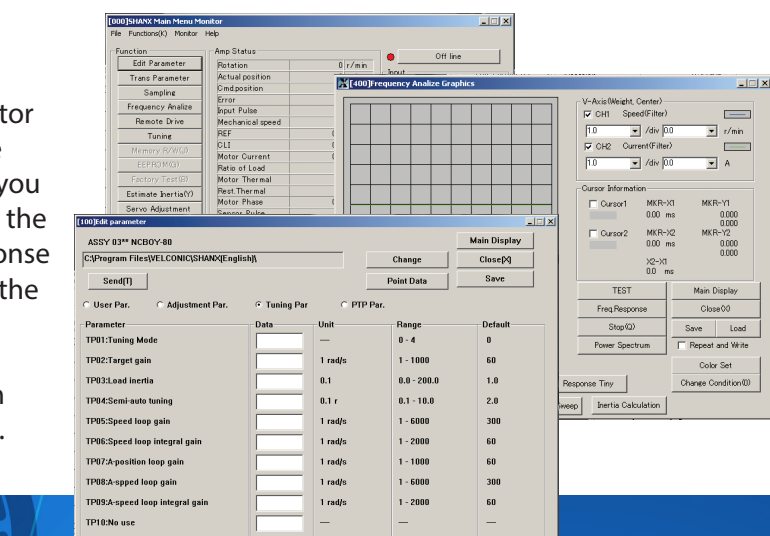 tor
you
the
onse
the
[000]SHANX Main Menu Monitor
File Functions(K) Monitor Help
Function
Edit Parameter
Trans Parameter
Sampling
Frequency Analize
Remote Drive
Tuning
Memory R/W(J)
EEPROM(G)
Factory Test(B)
Estimate Inertia(Y)
Servo Adjustment
Amp Status
Rotation 0 r/min
Actual position
Cmd.position
Error
Input Pulse
Mechanical speed
REF
CLI
Motor Current
Ratio of Load
Motor Thermal
Rest.Thermal
Motor Phase
Sensor Pulse
Off line
Input
[400]Frequency Analize Graphics
V-Axis(Weight, Center)
CH1 Speed(Filter)
1.0 /div 0.0 r/min
CH2 Current(Filter)
1.0 /div 0.0 A
Cursor Information
Cursor1 MKR-X1 MKR-Y1
0.00 ms 0.000
0.000
Cursor2 MKR-X2 MKR-Y2
0.00 ms 0.000
0.000
X2-X1
0.0 ms
TEST Main Display
Freq.Response Close(X)
Stop(Q) Save Load
Power Spectrum Repeat and Write
Color Set
Response Tiny Change Condition(I)
Sweep Inertia Calculation
[100]Edit parameter
ASSY 03** NCBOY-80 Main Display
C:\Program Files\VELCONIC\SHANX(English)\ Change Close[X]
Send[T] Point Data Save
User Par. Adjustment Par. Tuning Par PTP Par.
Parameter Data Unit Range Default
TP01:Tuning Mode — 0 - 4 0
TP02:Target gain 1 rad/s 1 - 1000 60
TP03:Load inertia 0.1 0.0 - 200.0 1.0
TP04:Semi-auto tuning 0.1 r 0.1 - 10.0 2.0
TP05:Speed loop gain 1 rad/s 1 - 6000 300
TP06:Speed loop integral gain 1 rad/s 1 - 2000 60
TP07:A-position loop gain 1 rad/s 1 - 1000 60
TP08:A-spped loop gain 1 rad/s 1 - 6000 300
TP09:A-speed loop integral gain 1 rad/s 1 - 2000 60
TP10:No use — — —